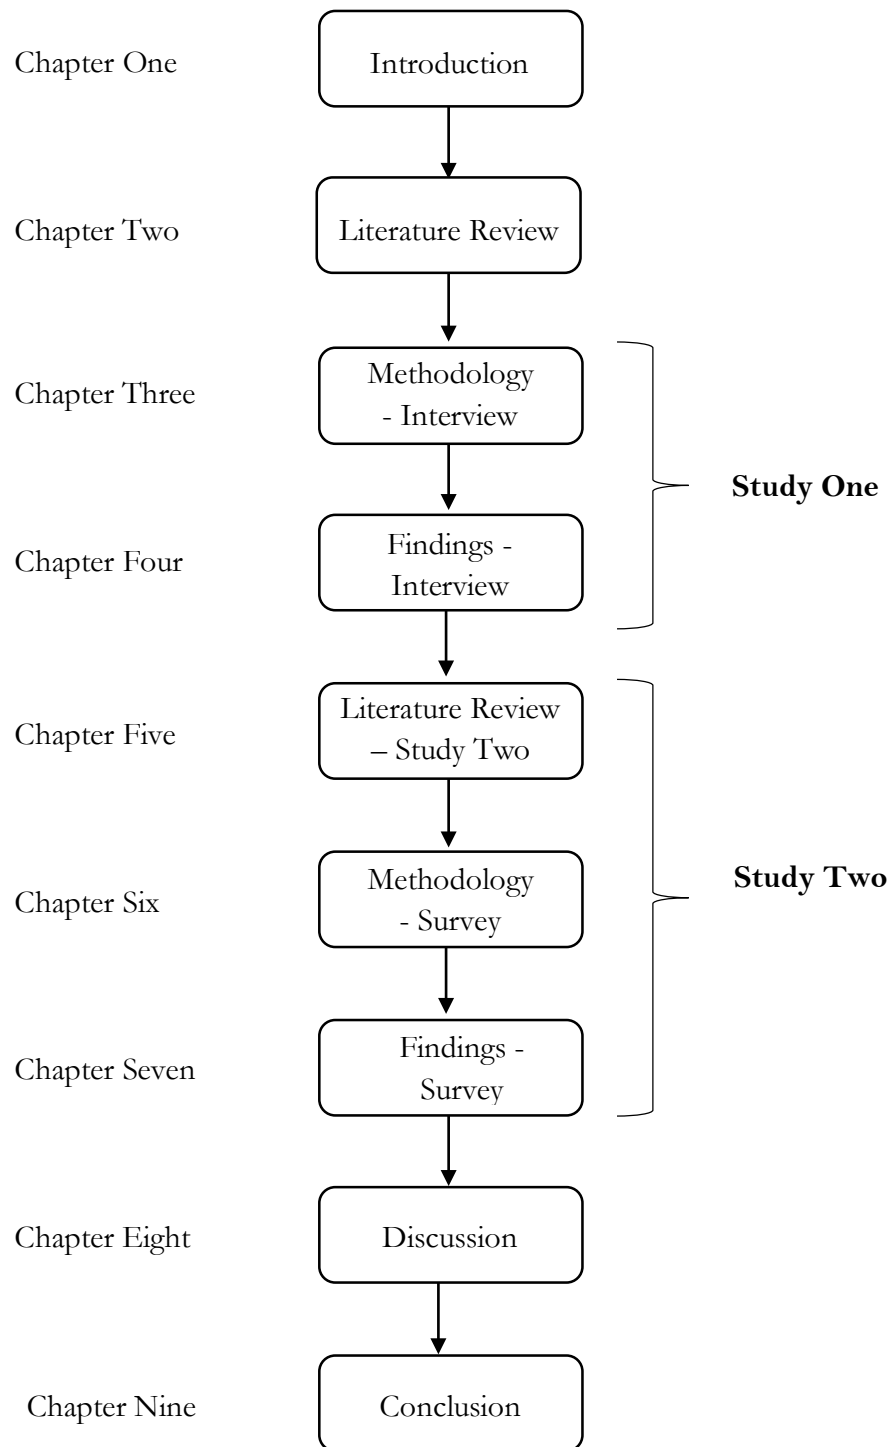 Chapter One
Introduction
Chapter Two
Literature Review
Chapter Three
Methodology
- Interview
Study One
Chapter Four
Findings -
Interview
Chapter Five
Literature Review
– Study Two
Chapter Six
Methodology
- Survey
Study Two
Chapter Seven
Findings -
Survey
Chapter Eight
Discussion
Chapter Nine
Conclusion